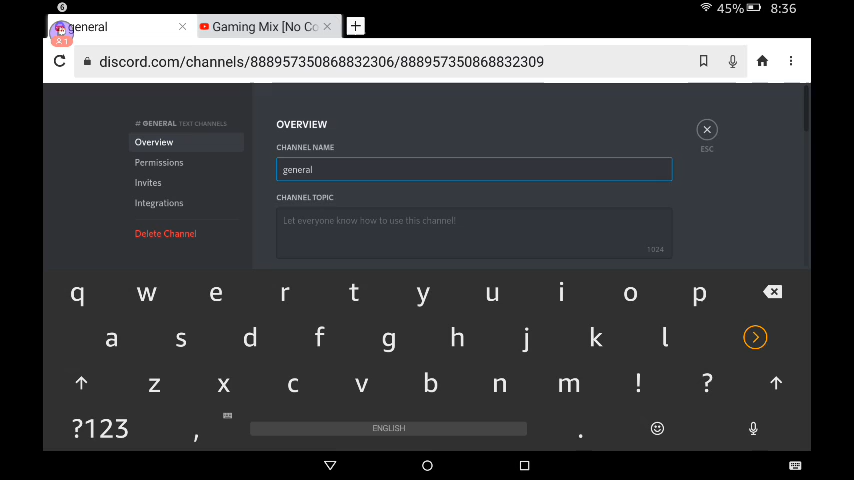 6
45% 8:36
general
Gaming Mix [No Co
1
discord.com/channels/888957350868832306/888957350868832309
# GENERAL TEXT CHANNELS
Overview
Permissions
Invites
Integrations
Delete Channel
OVERVIEW
CHANNEL NAME
general
CHANNEL TOPIC
Let everyone know how to use this channel!
1024
ESC
q w e r t y u i o p
a s d f g h j k l
z x c v b n m ! ?
?123 , ENGLISH .